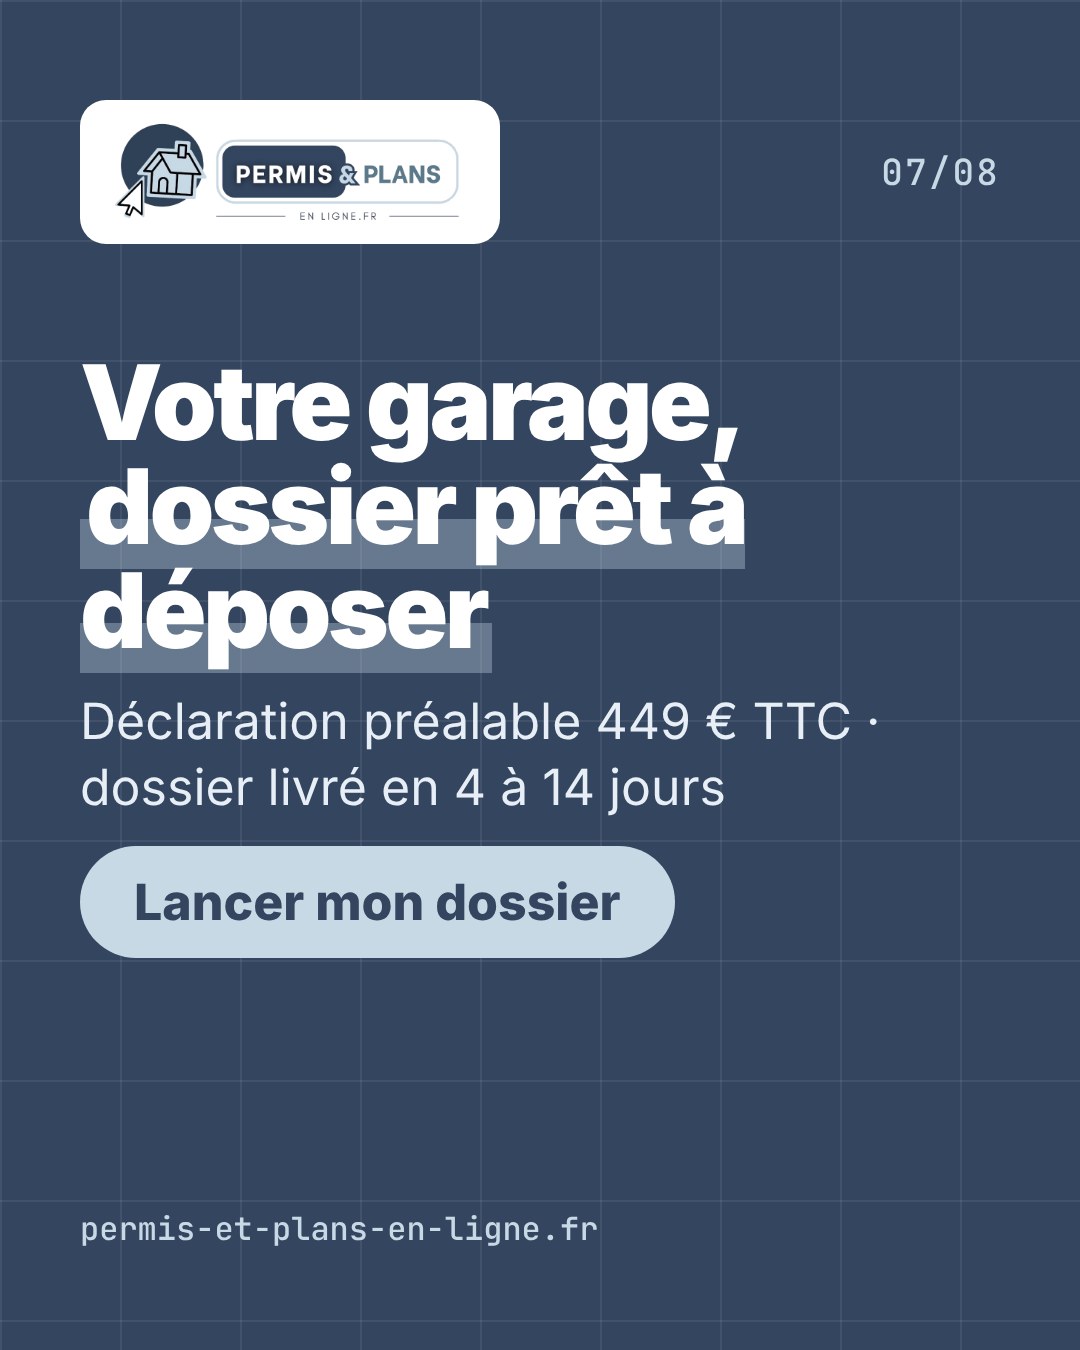 PERMIS & PLANS
EN LIGNE.FR
07/08
Votre garage,
dossier prêt à
déposer
Déclaration préalable 449 € TTC ·
dossier livré en 4 à 14 jours
Lancer mon dossier
permis-et-plans-en-ligne.fr